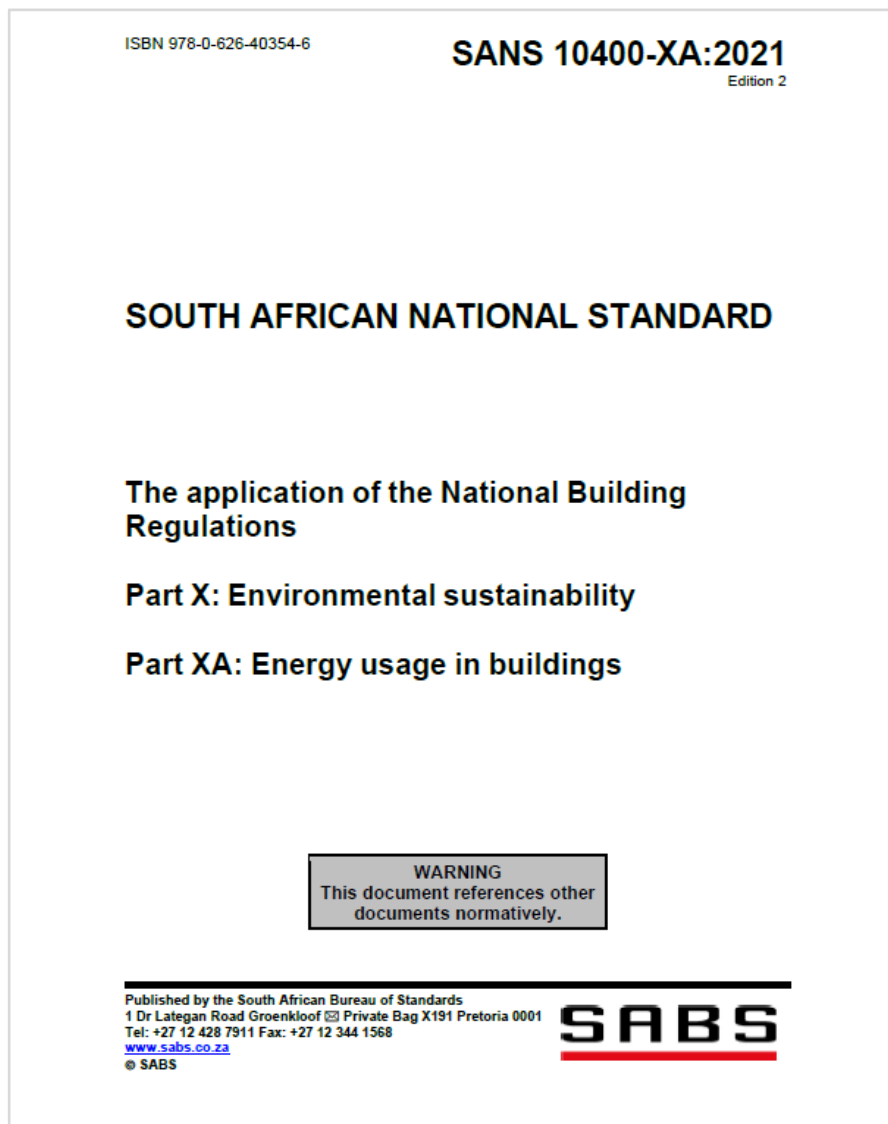 ISBN 978-0-626-40354-6
SANS 10400-XA:2021
Edition 2
SOUTH AFRICAN NATIONAL STANDARD
The application of the National Building
Regulations
Part X: Environmental sustainability
Part XA: Energy usage in buildings
WARNING
This document references other
documents normatively.
Published by the South African Bureau of Standards
1 Dr Lategan Road Groenkloof ✉ Private Bag X191 Pretoria 0001
Tel: +27 12 428 7911 Fax: +27 12 344 1568
www.sabs.co.za
© SABS
SABS